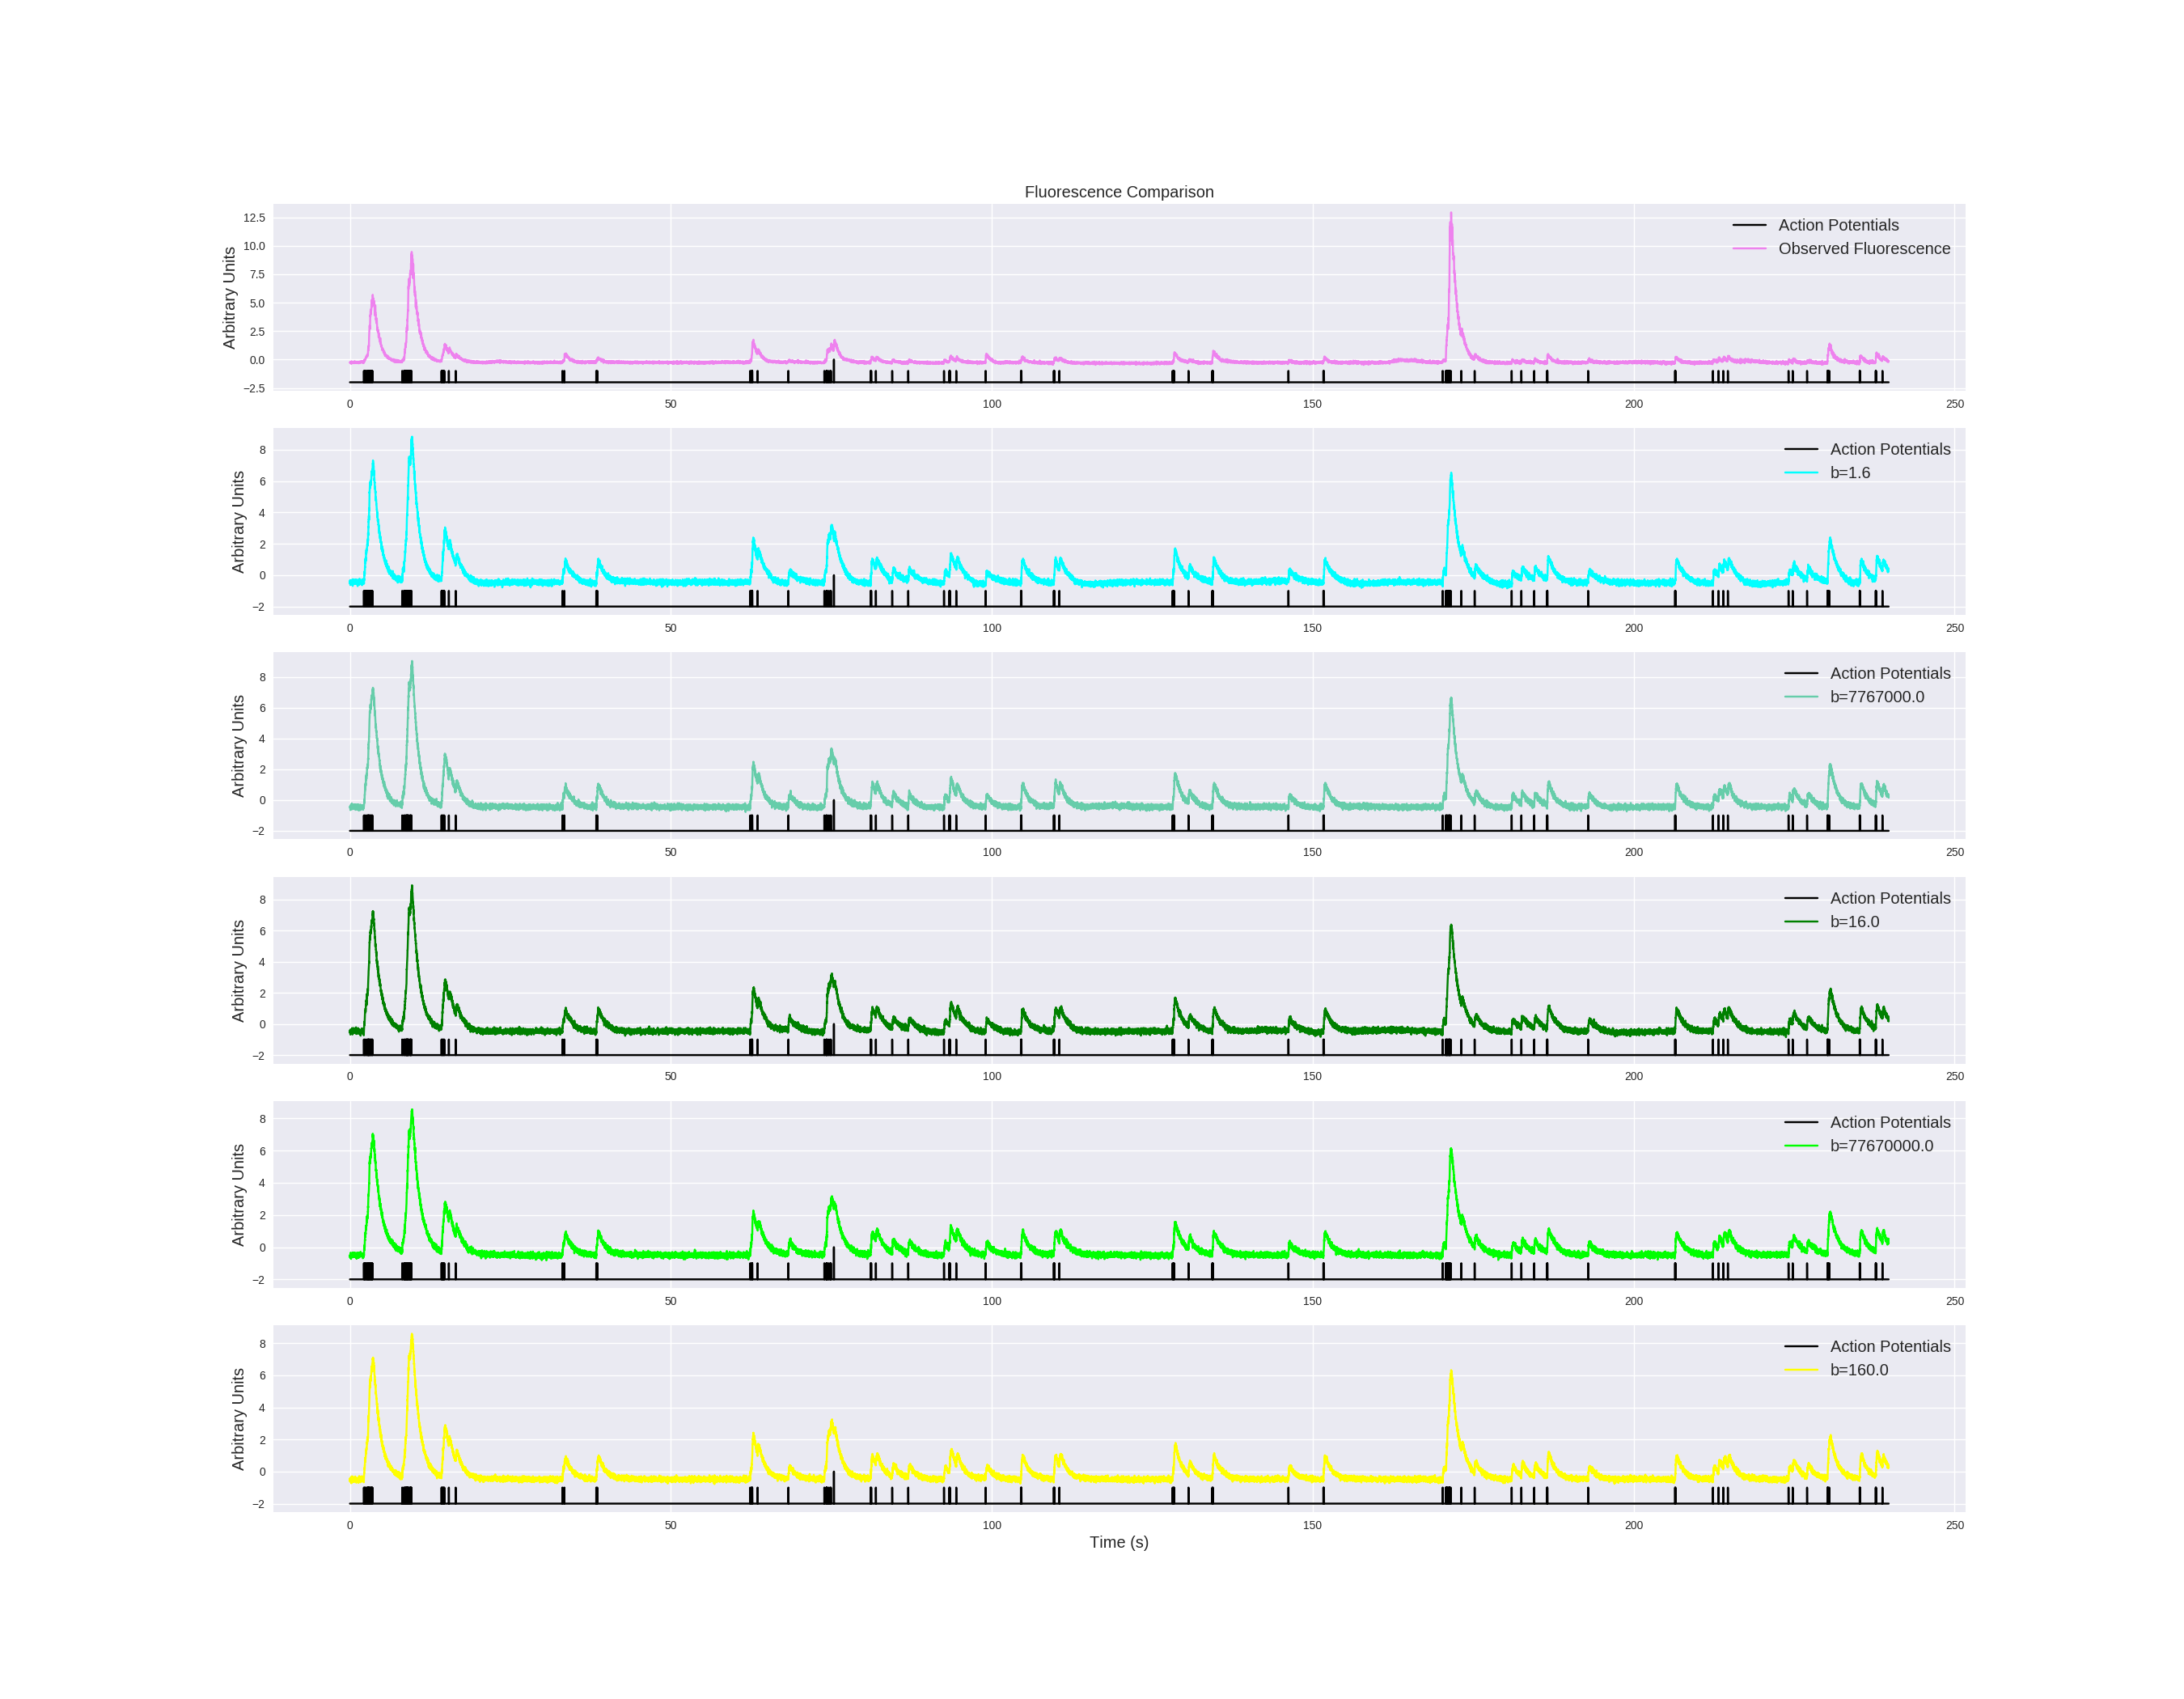 Fluorescence Comparison
Arbitrary Units
12.5
10.0
7.5
5.0
2.5
0.0
−2.5
Action Potentials
Observed Fluorescence
0 50 100 150 200 250
Arbitrary Units
8
6
4
2
0
−2
Action Potentials
b=1.6
0 50 100 150 200 250
Arbitrary Units
8
6
4
2
0
−2
Action Potentials
b=7767000.0
0 50 100 150 200 250
Arbitrary Units
8
6
4
2
0
−2
Action Potentials
b=16.0
0 50 100 150 200 250
Arbitrary Units
8
6
4
2
0
−2
Action Potentials
b=77670000.0
0 50 100 150 200 250
Arbitrary Units
8
6
4
2
0
−2
Action Potentials
b=160.0
0 50 100 150 200 250
Time (s)